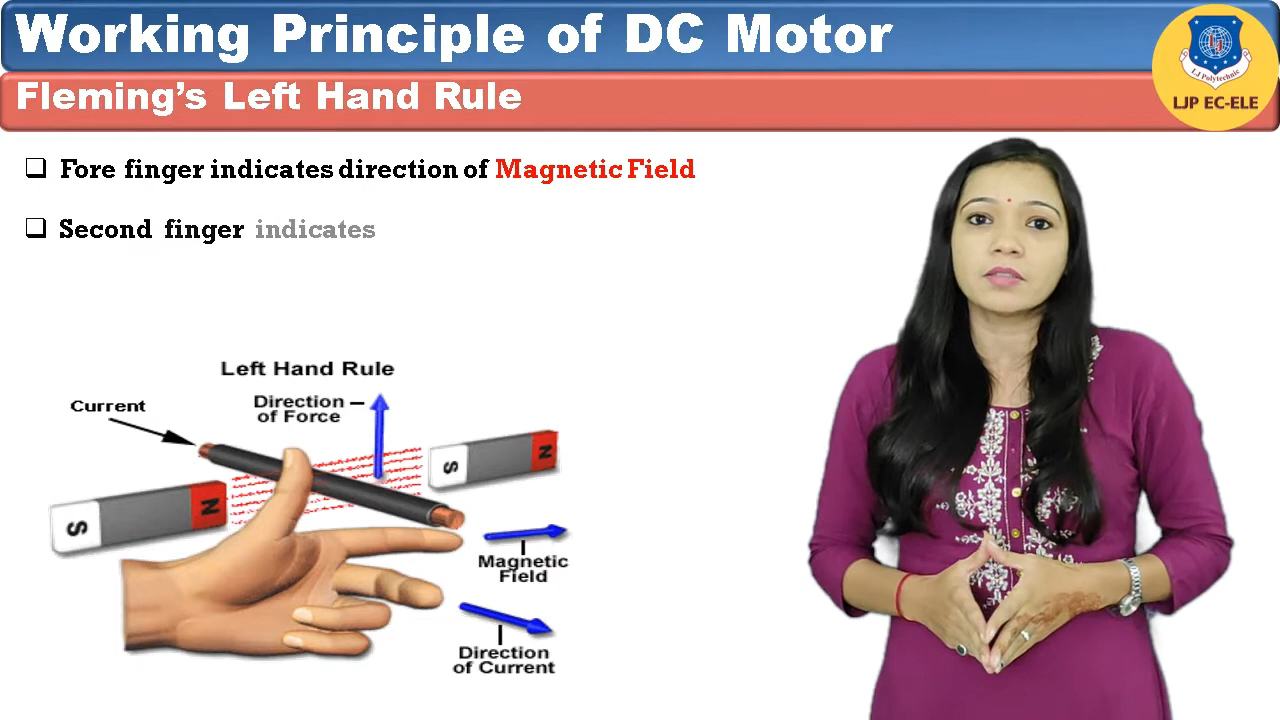 Working Principle of DC Motor
Fleming's Left Hand Rule
L.J Polytechnic
LJP EC-ELE
Fore finger indicates direction of Magnetic Field
Second finger indicates
Left Hand Rule
Current
Direction
of Force
S
N
N
S
Magnetic
Field
Direction
of Current